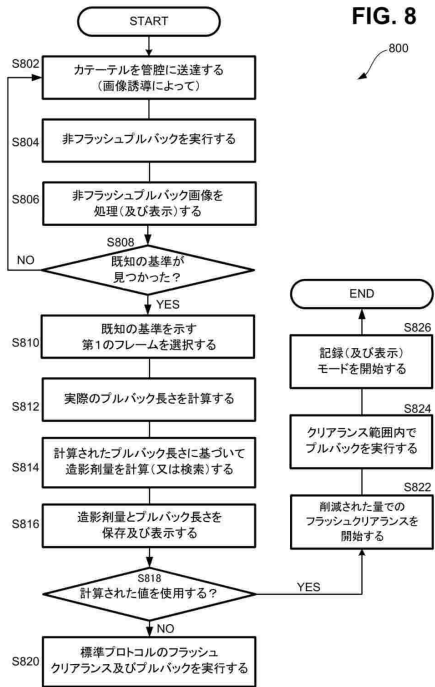 FIG. 8
800
START
S802
カテーテルを管腔に送達する
(画像誘導によって)
S804
非フラッシュプルバックを実行する
S806
非フラッシュプルバック画像を
処理(及び表示)する
S808
既知の基準が
見つかった?
NO
YES
S810
既知の基準を示す
第1のフレームを選択する
S812
実際のプルバック長さを計算する
S814
計算されたプルバック長さに基づいて
造影剤量を計算(又は検索)する
S816
造影剤量とプルバック長さを
保存及び表示する
S818
計算された値を使用する?
YES
NO
S820
標準プロトコルのフラッシュ
クリアランス及びプルバックを実行する
S822
削減された量での
フラッシュクリアランスを
開始する
S824
クリアランス範囲内で
プルバックを実行する
S826
記録(及び表示)
モードを開始する
END